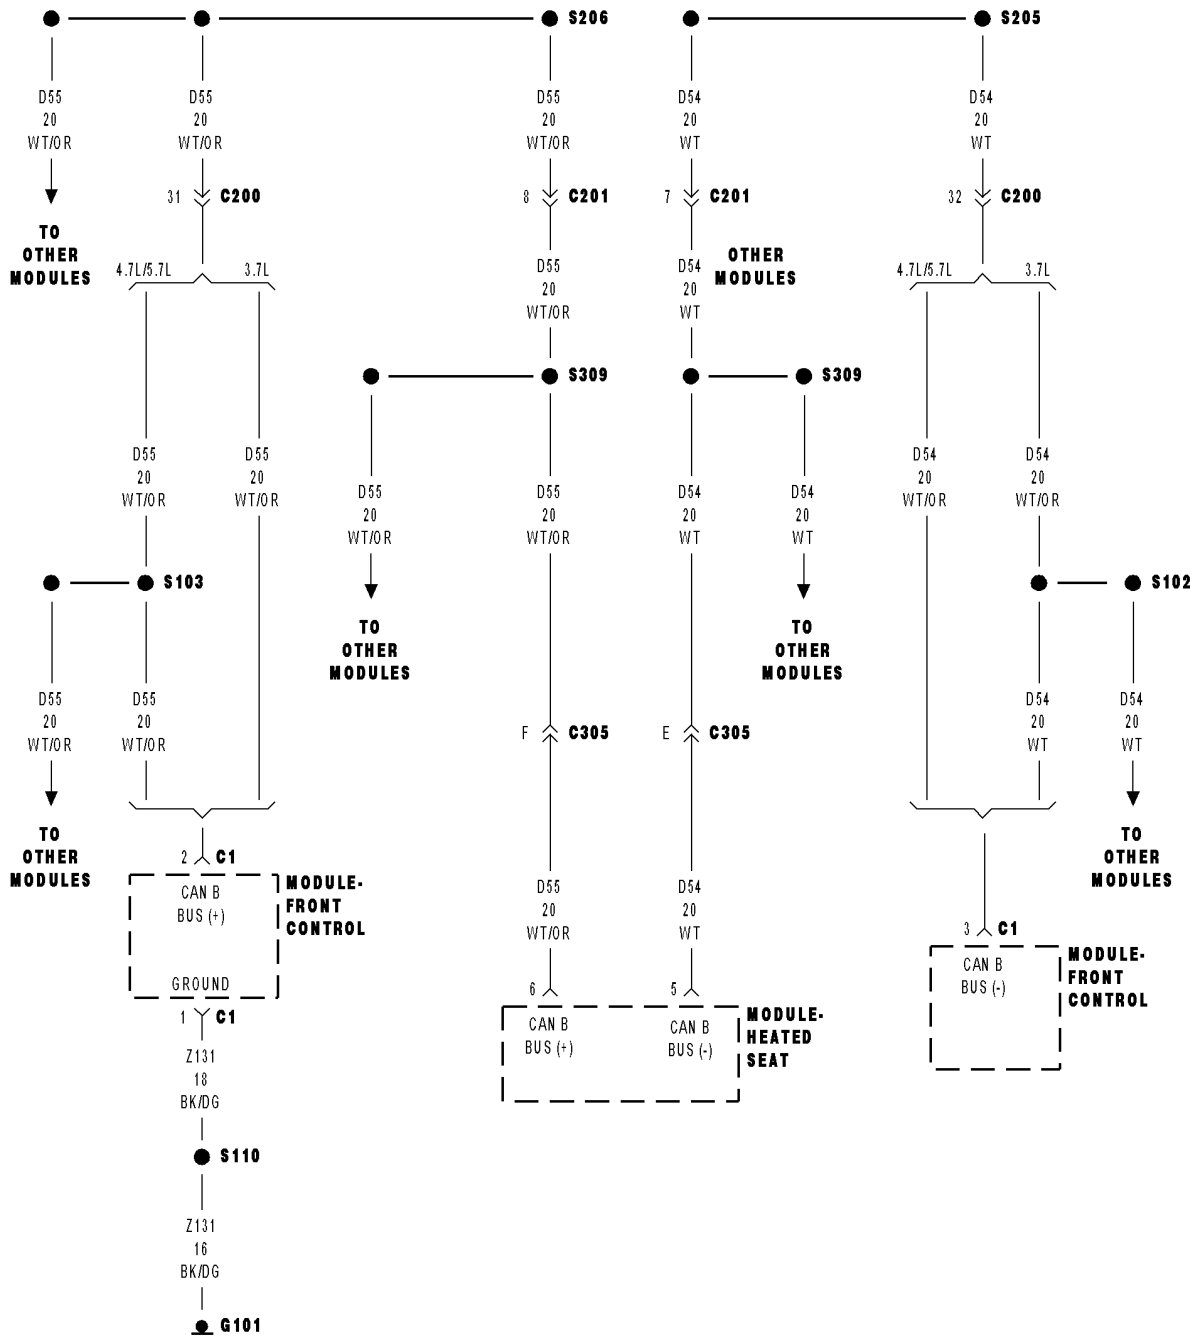 S206
S205
D55
20
WT/OR
D55
20
WT/OR
D55
20
WT/OR
D54
20
WT
D54
20
WT
31
C200
8
C201
7
C201
32
C200
TO
OTHER
MODULES
4.7L/5.7L
3.7L
D55
20
WT/OR
D54
20
WT
OTHER
MODULES
4.7L/5.7L
3.7L
S309
S309
D55
20
WT/OR
D55
20
WT/OR
D55
20
WT/OR
D55
20
WT/OR
D54
20
WT
D54
20
WT
D54
20
WT/OR
D54
20
WT/OR
S103
S102
TO
OTHER
MODULES
TO
OTHER
MODULES
D55
20
WT/OR
D55
20
WT/OR
F
C305
E
C305
D54
20
WT
D54
20
WT
TO
OTHER
MODULES
TO
OTHER
MODULES
2
C1
CAN B
BUS (+)
GROUND
MODULE-
FRONT
CONTROL
D55
20
WT/OR
D54
20
WT
3
C1
CAN B
BUS (-)
MODULE-
FRONT
CONTROL
6
5
CAN B
BUS (+)
CAN B
BUS (-)
MODULE-
HEATED
SEAT
1
C1
Z131
18
BK/DG
S110
Z131
16
BK/DG
G101